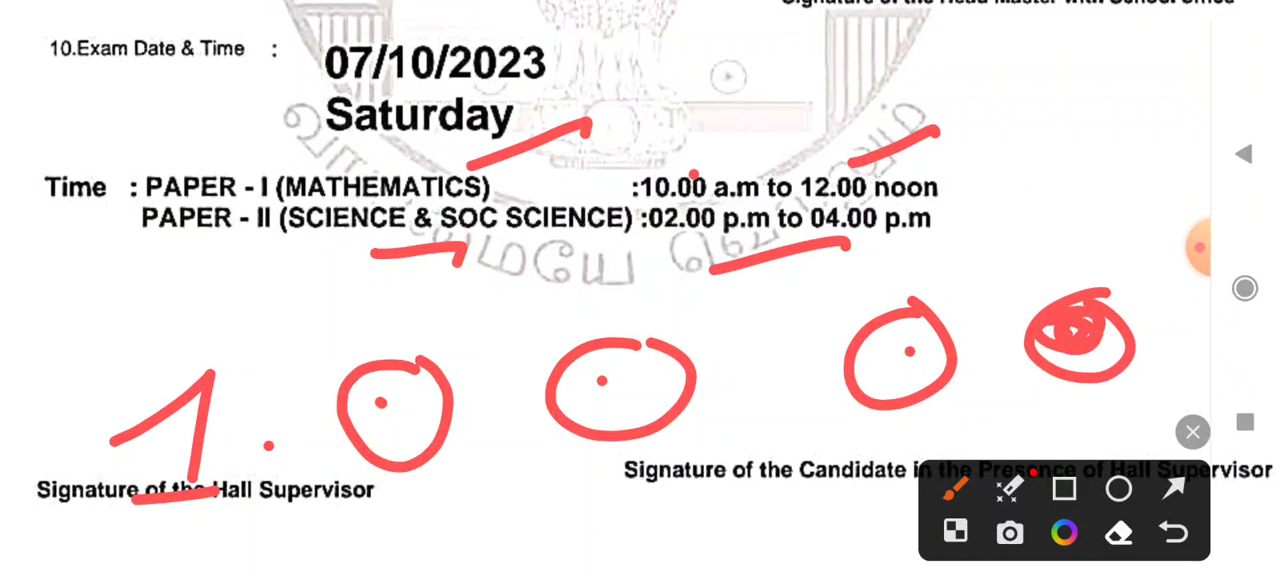 Signature of the Head Master with School Office
10.Exam Date & Time :
07/10/2023
Saturday
Time : PAPER - I (MATHEMATICS) :10.00 a.m to 12.00 noon
PAPER - II (SCIENCE & SOC SCIENCE) :02.00 p.m to 04.00 p.m
1.
Signature of the Hall Supervisor
Signature of the Candidate in the Presence of Hall Supervisor